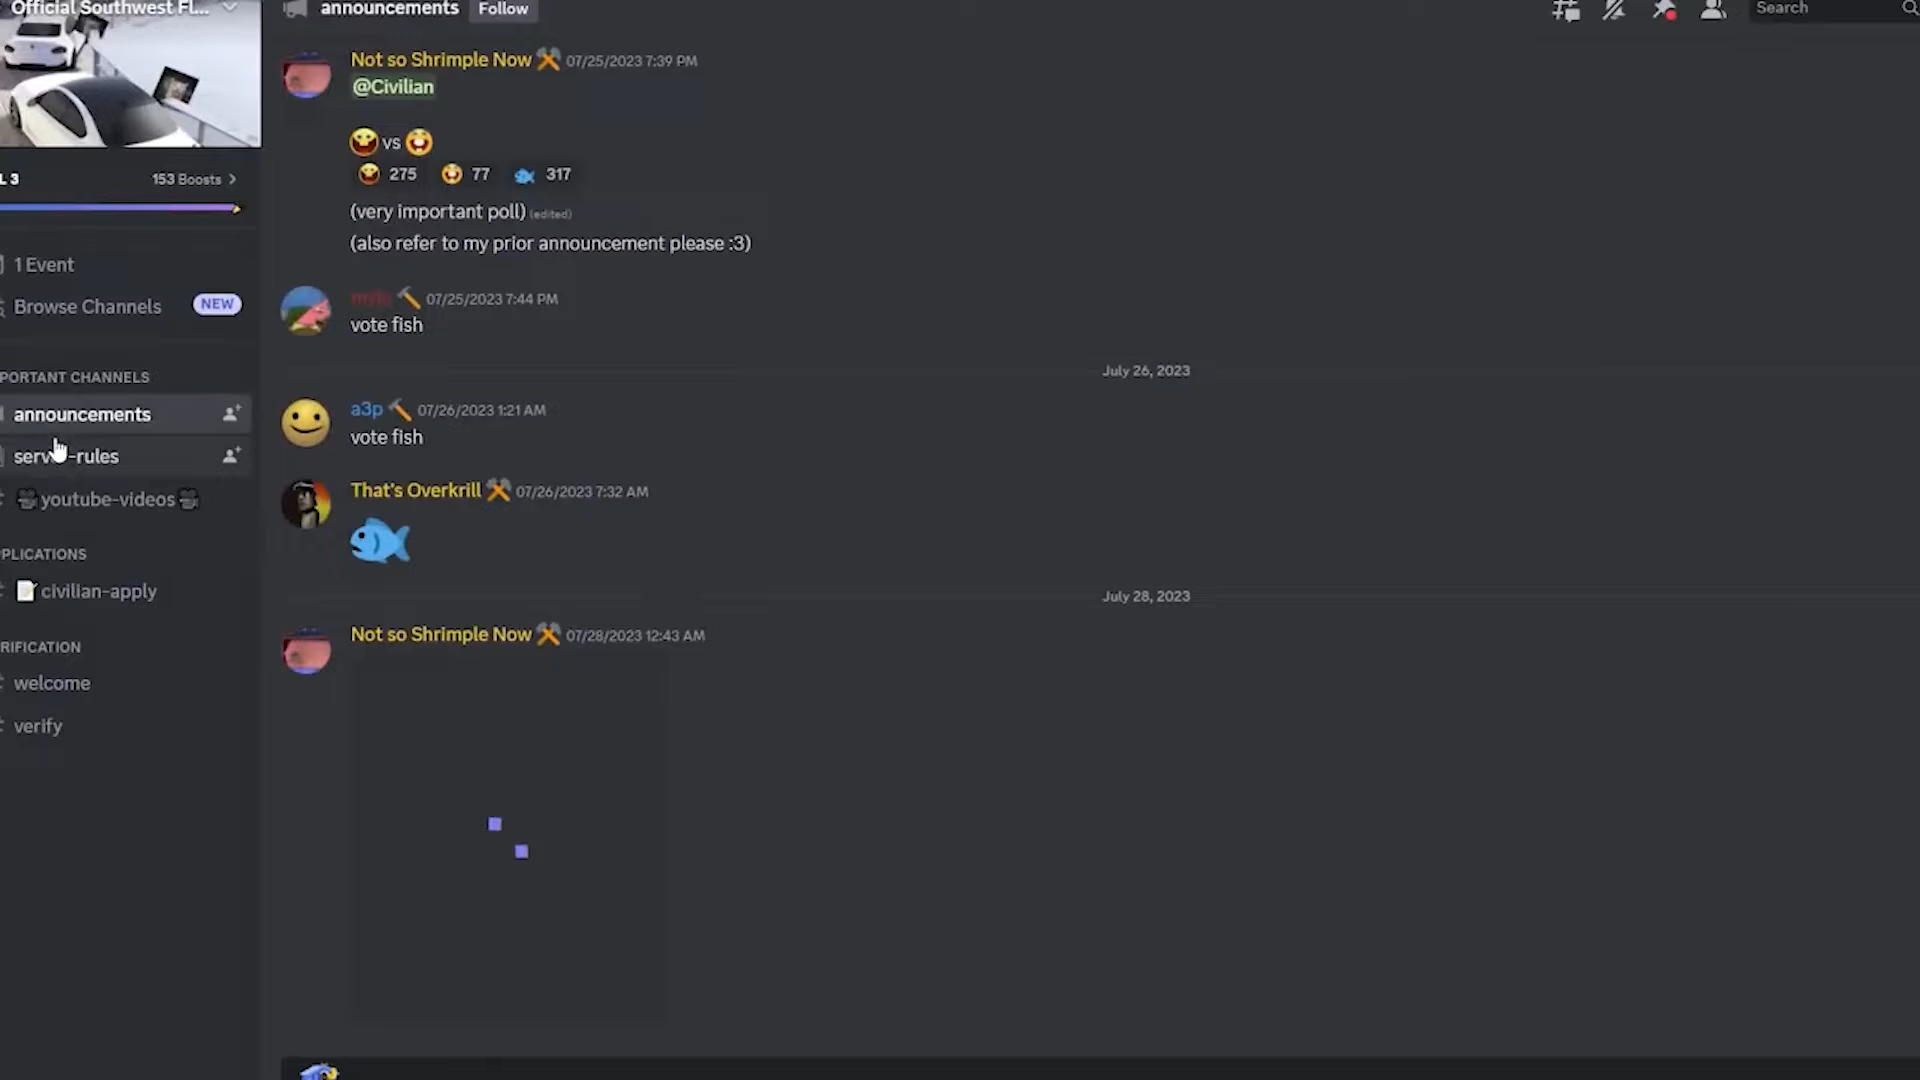 Official Southwest Fl...
L 3
153 Boosts
1 Event
Browse Channels
NEW
PORTANT CHANNELS
announcements
rules
youtube-videos
PLICATIONS
civilian-apply
RIFICATION
welcome
verify
announcements
Follow
Search
Not so Shrimple Now 07/25/2023 7:39 PM
@Civilian
vs
275 77 317
(very important poll) (edited)
(also refer to my prior announcement please :3)
07/25/2023 7:44 PM
vote fish
July 26, 2023
a3p 07/26/2023 1:21 AM
vote fish
That's Overkrill 07/26/2023 7:32 AM
July 28, 2023
Not so Shrimple Now 07/28/2023 12:43 AM